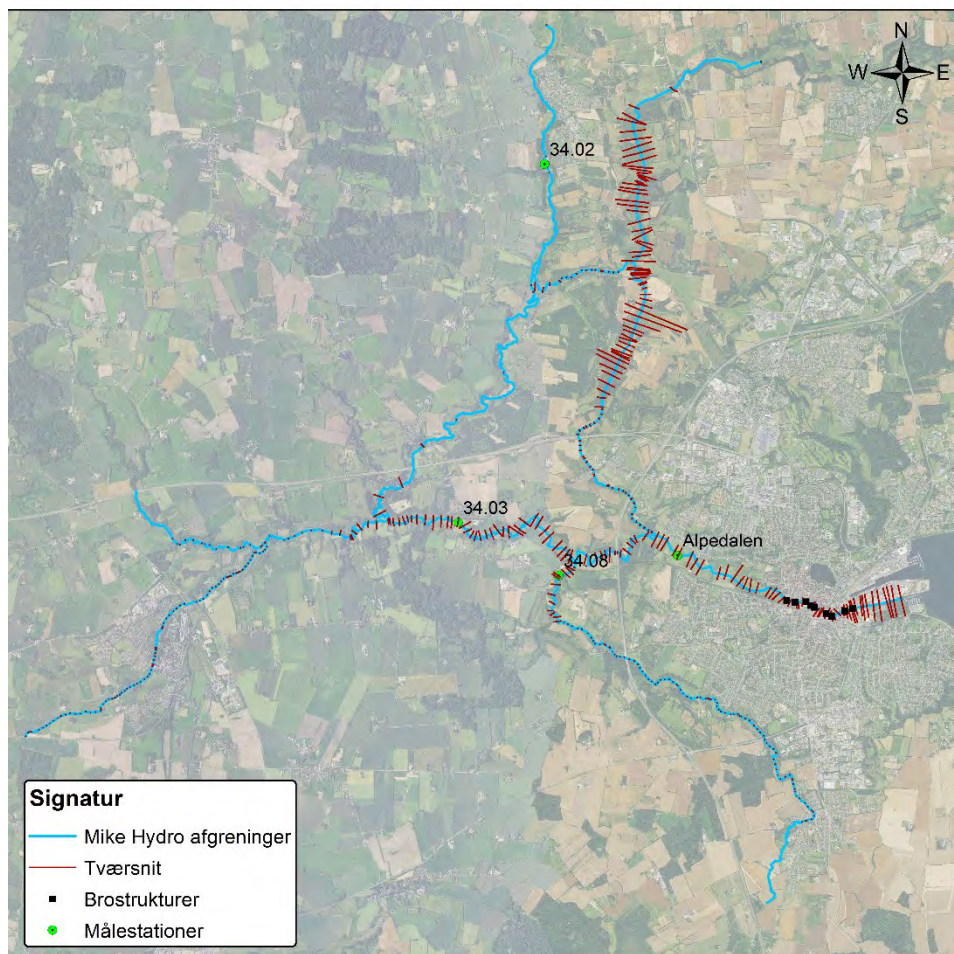 N
W E
S
34.02
34.03
Alpedalen
34.08
Signatur
Mike Hydro afgreninger
Tværsnit
Brostrukturer
Målestationer